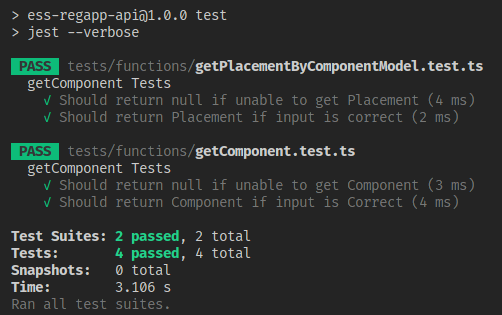 > ess-regapp-api@1.0.0 test
> jest --verbose
PASS tests/functions/getPlacementByComponentModel.test.ts
getComponent Tests
√ Should return null if unable to get Placement (4 ms)
√ Should return Placement if input is correct (2 ms)
PASS tests/functions/getComponent.test.ts
getComponent Tests
√ Should return null if unable to get Component (3 ms)
√ Should return Component if input is Correct (4 ms)
Test Suites: 2 passed, 2 total
Tests: 4 passed, 4 total
Snapshots: 0 total
Time: 3.106 s
Ran all test suites.